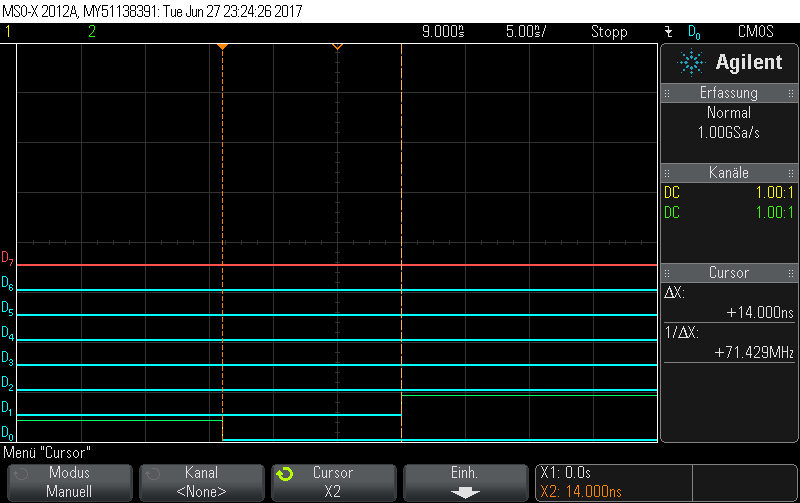 MSO-X 2012A, MY51138391: Tue Jun 27 23:24:26 2017
1 2 9.000s 5.00s/ Stopp D0 CMOS
Agilent
Erfassung
Normal
1.00GSa/s
Kanäle
DC 1.00:1
DC 1.00:1
Cursor
ΔX:
+14.000ns
1/ΔX:
+71.429MHz
D7
D6
D5
D4
D3
D2
D1
D0
Menü "Cursor"
Modus
Manuell
Kanal
<None>
Cursor
X2
Einh.
X1: 0.0s
X2: 14.000ns